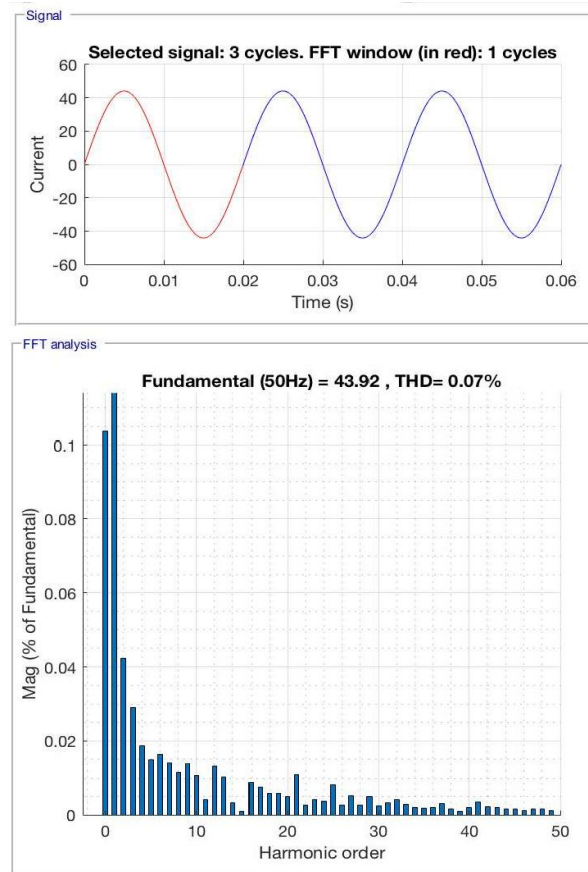 Signal
Selected signal: 3 cycles. FFT window (in red): 1 cycles
60
40
20
0
-20
-40
-60
Current
0 0.01 0.02 0.03 0.04 0.05 0.06
Time (s)
FFT analysis
Fundamental (50Hz) = 43.92 , THD= 0.07%
0.1
0.08
0.06
0.04
0.02
0
Mag (% of Fundamental)
0 10 20 30 40 50
Harmonic order